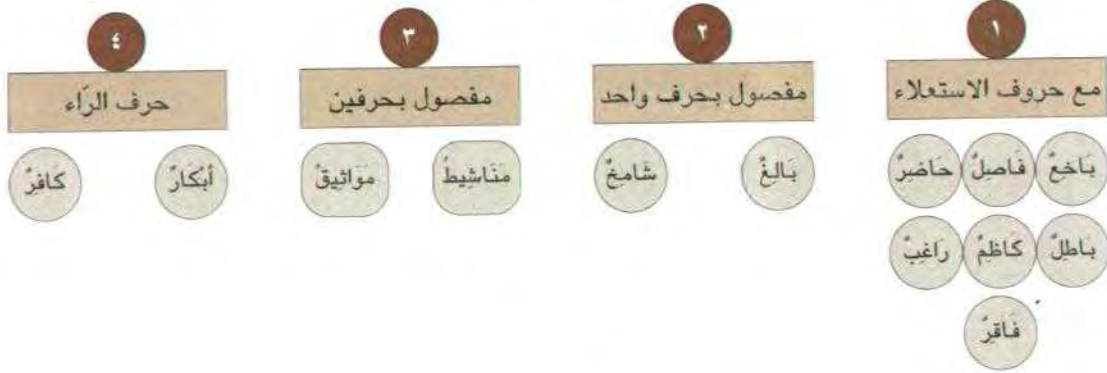 ١
مع حروف الاستعلاء
بَاخِعٌ فَاصِلٌ حَاضِرٌ
بَاطِلٌ كَاظِمٌ رَاغِبٌ
فَاقِرٌ
٢
مفصول بحرف واحد
بَالِغٌ شَامِخٌ
٣
مفصول بحرفين
مَنَاشِيطُ مَوَاثِيقُ
٤
حرف الرّاء
أَبْكَارٌ كَافِرٌ